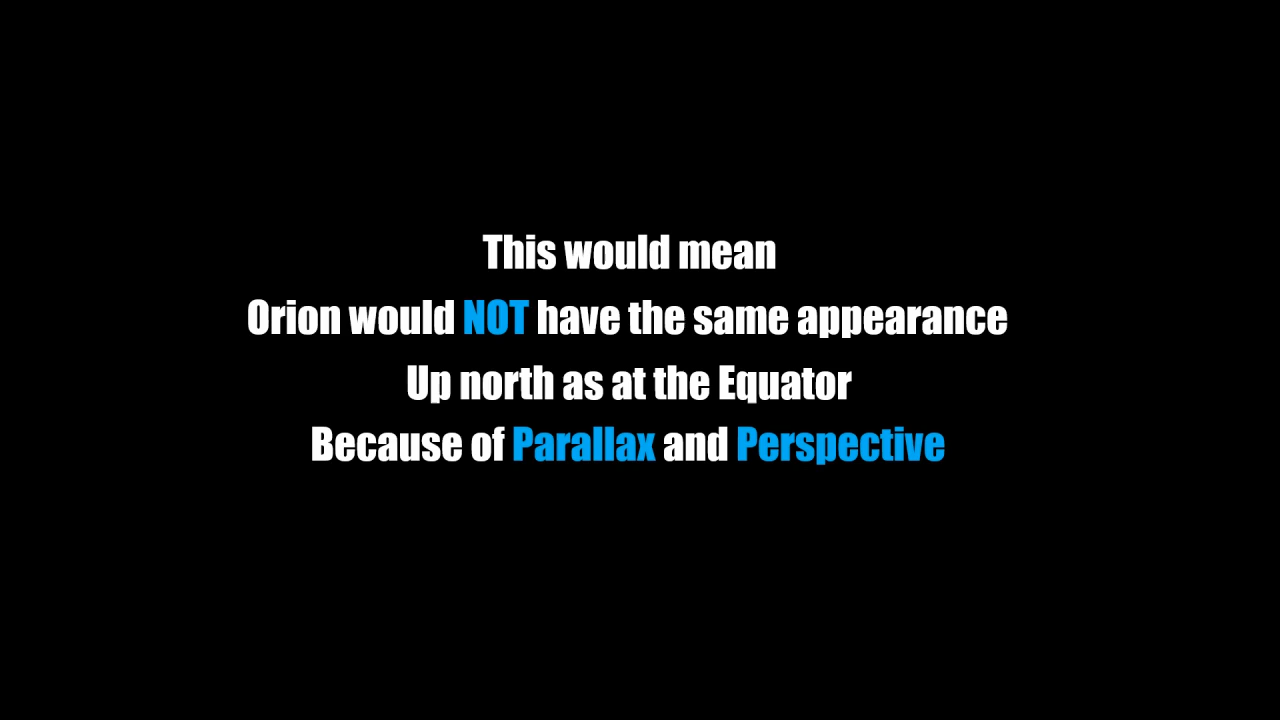 This would mean
Orion would NOT have the same appearance
Up north as at the Equator
Because of Parallax and Perspective